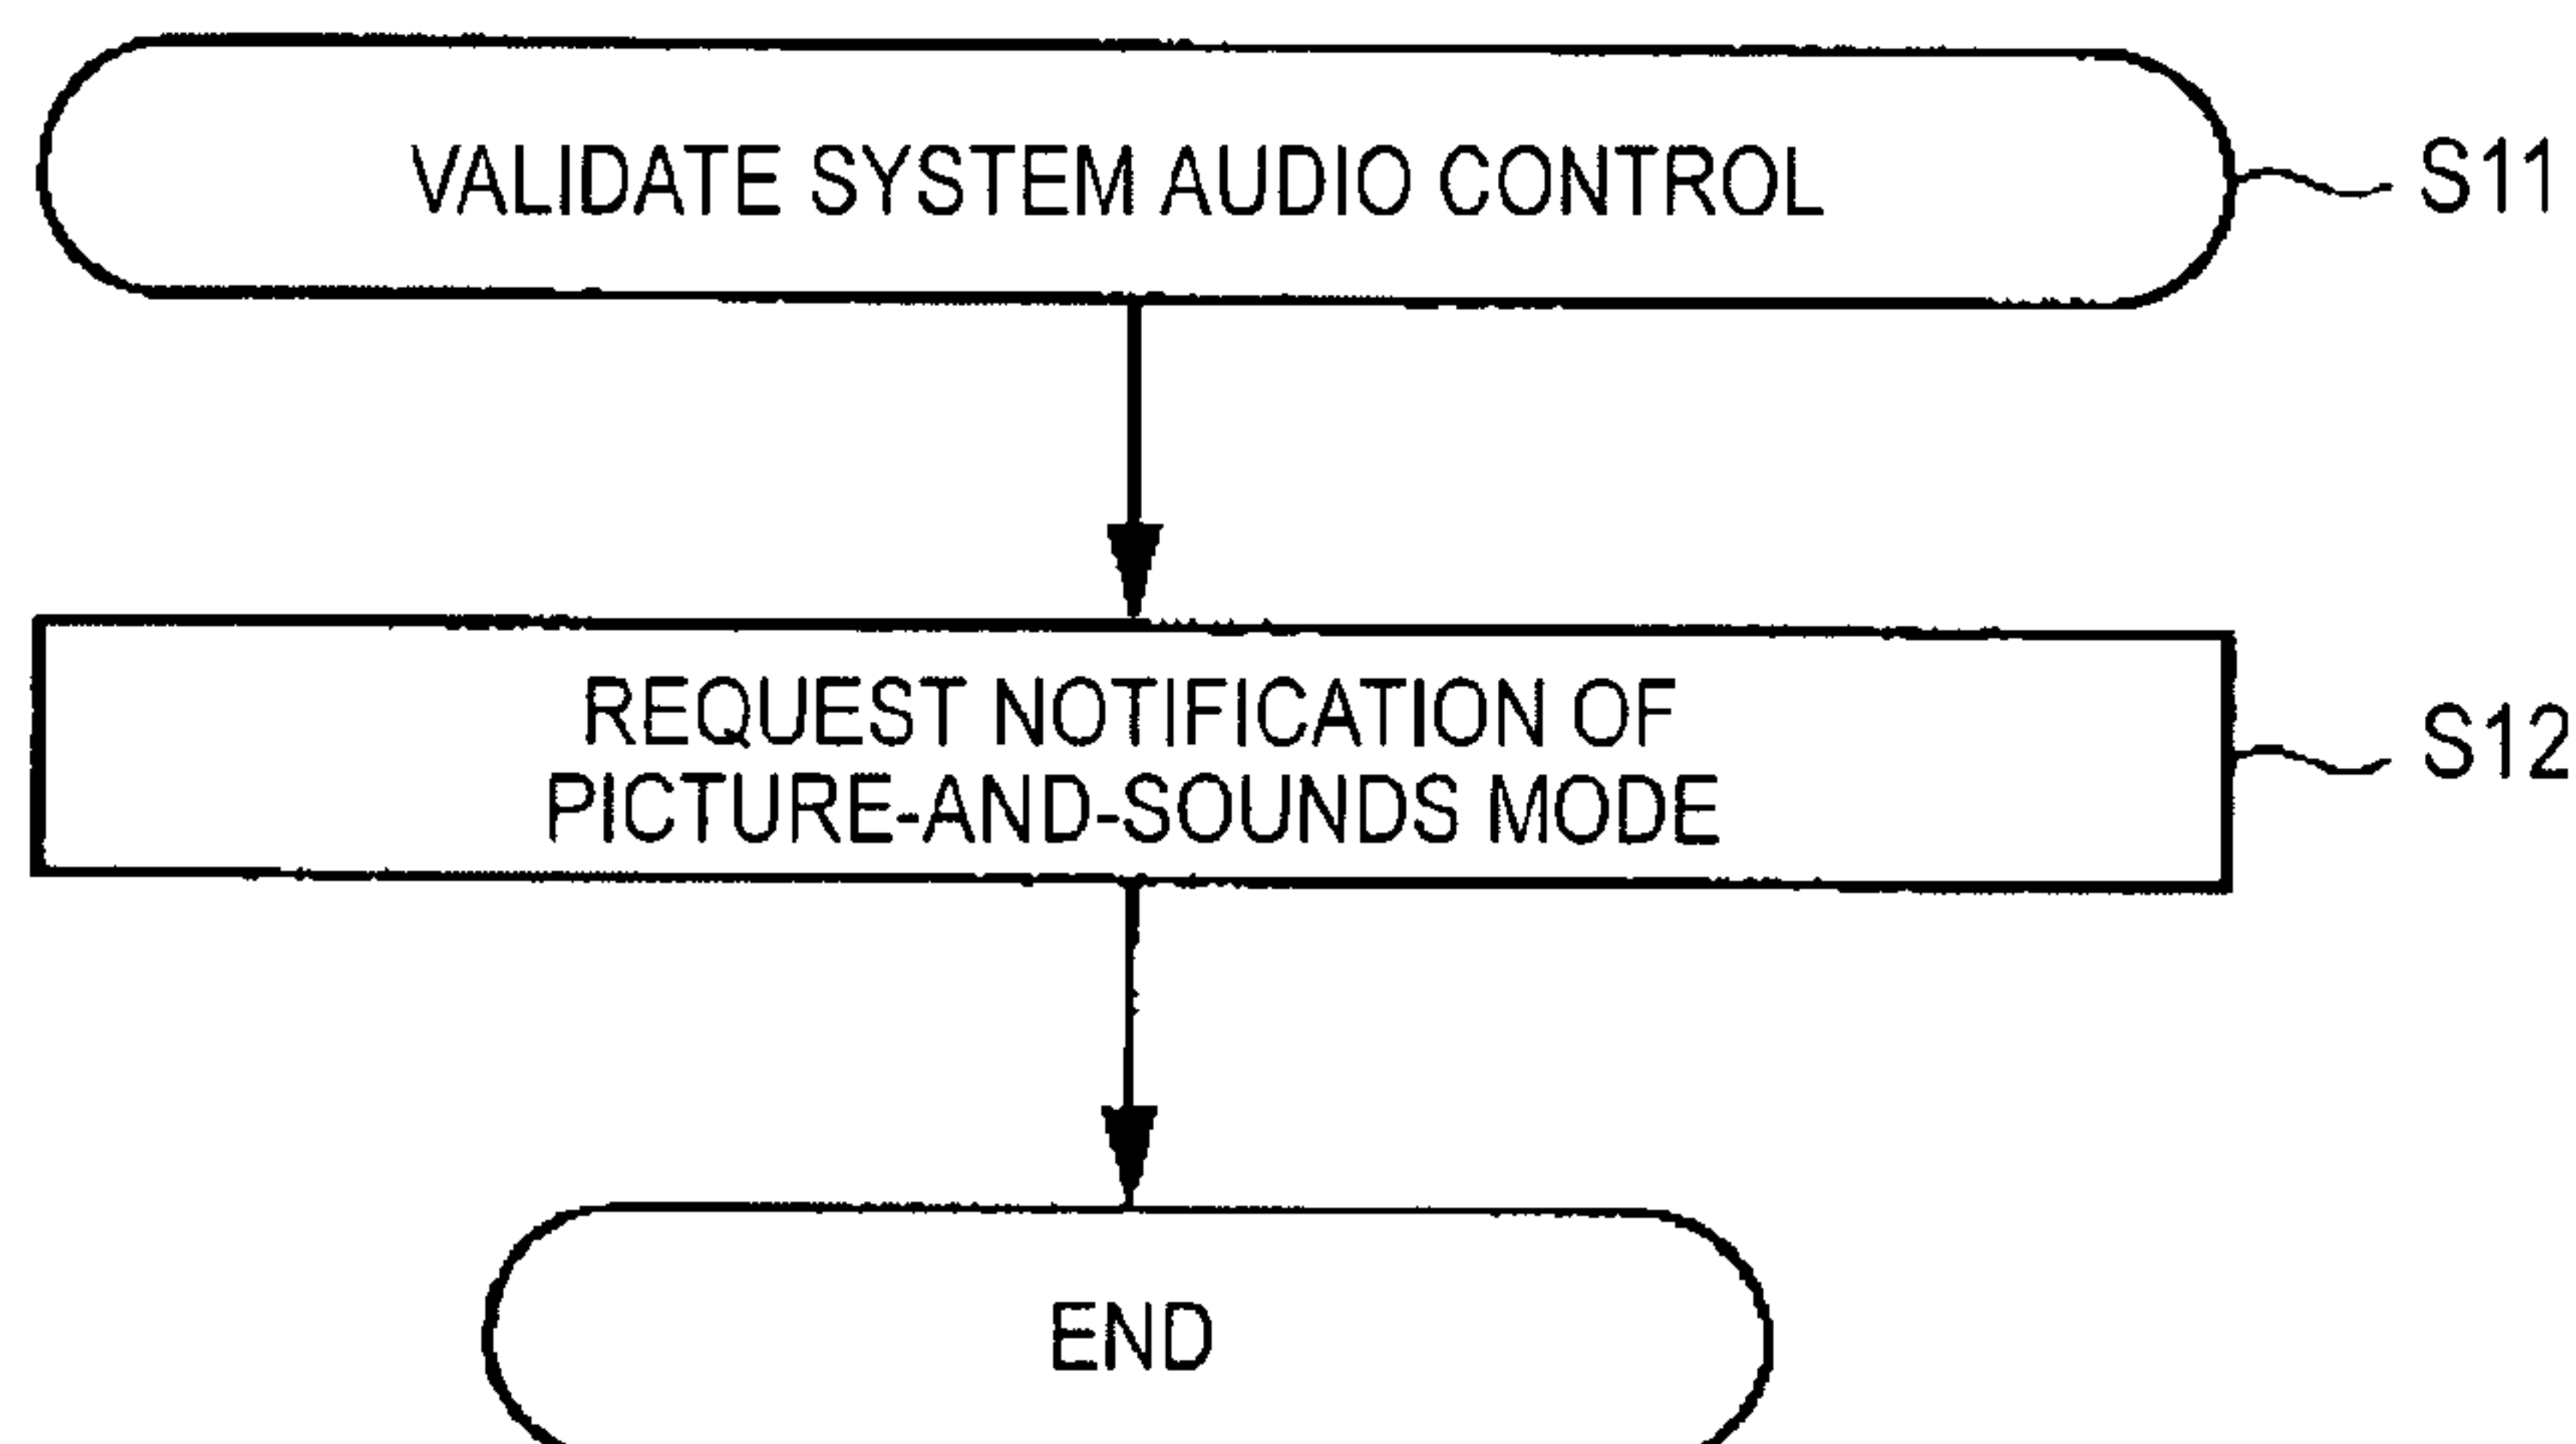 VALIDATE SYSTEM AUDIO CONTROL
S11
REQUEST NOTIFICATION OF
PICTURE-AND-SOUNDS MODE
S12
END